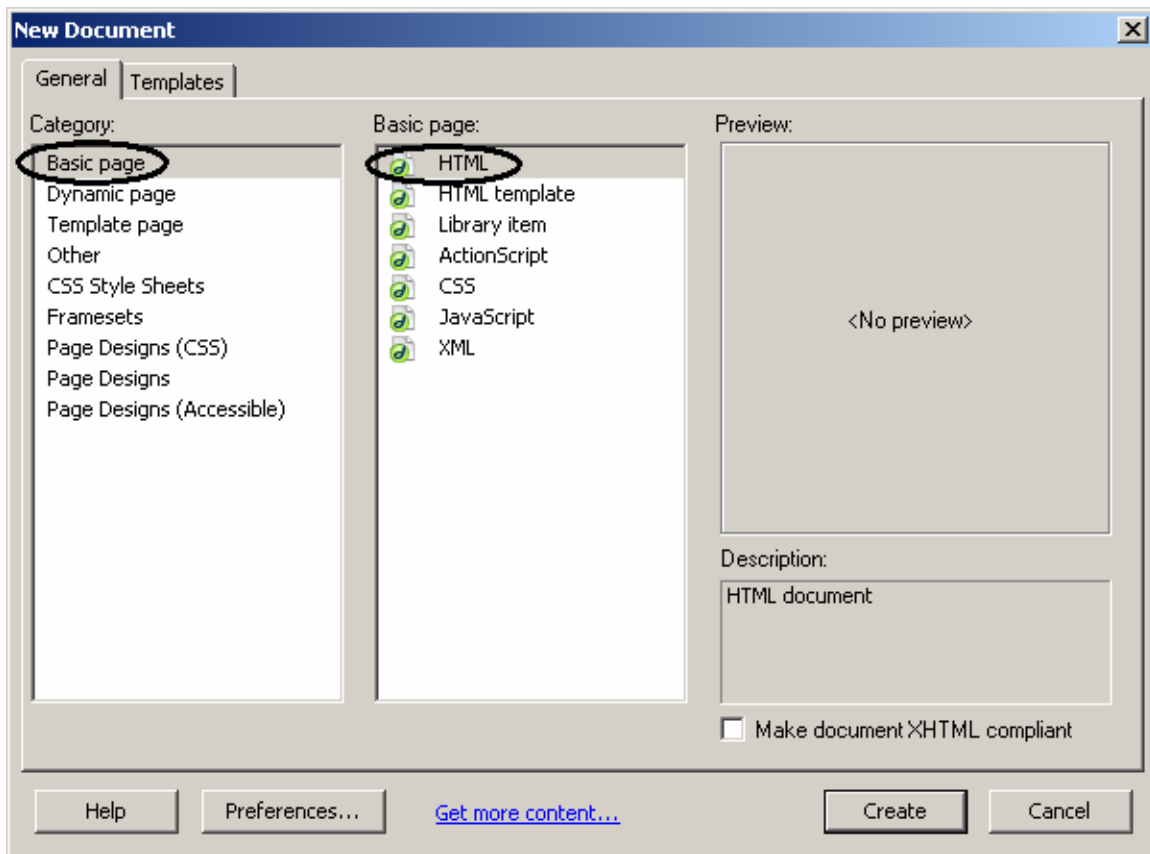 New Document
General
Templates
Category:
Basic page
Dynamic page
Template page
Other
CSS Style Sheets
Framesets
Page Designs (CSS)
Page Designs
Page Designs (Accessible)
Basic page:
HTML
HTML template
Library item
ActionScript
CSS
JavaScript
XML
Preview:
<No preview>
Description:
HTML document
Make document XHTML compliant
Help
Preferences...
Get more content...
Create
Cancel